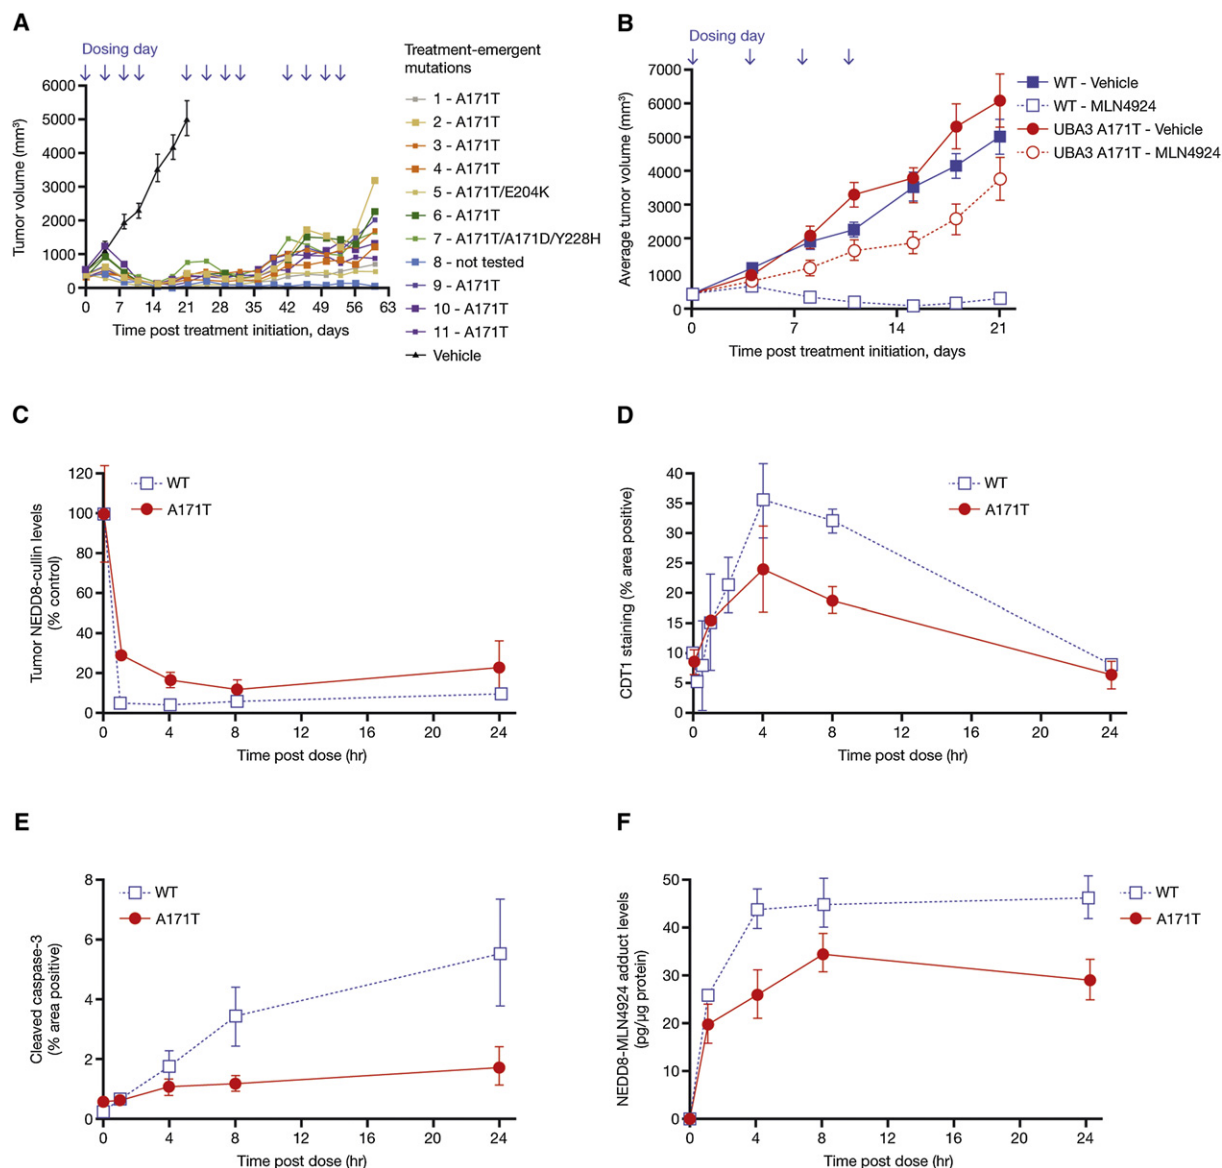 A
Dosing day
Tumor volume (mm³)
6000
5000
4000
3000
2000
1000
0
0 7 14 21 28 35 42 49 56 63
Time post treatment initiation, days
Treatment-emergent
mutations
1 - A171T
2 - A171T
3 - A171T
4 - A171T
5 - A171T/E204K
6 - A171T
7 - A171T/A171D/Y228H
8 - not tested
9 - A171T
10 - A171T
11 - A171T
Vehicle
B
Dosing day
Average tumor volume (mm³)
7000
6000
5000
4000
3000
2000
1000
0
0 7 14 21
Time post treatment initiation, days
WT - Vehicle
WT - MLN4924
UBA3 A171T - Vehicle
UBA3 A171T - MLN4924
C
Tumor NEDD8-cullin levels
(% control)
120
100
80
60
40
20
0
0 4 8 12 16 20 24
Time post dose (hr)
WT
A171T
D
CDT1 staining (% area positive)
40
35
30
25
20
15
10
5
0
0 4 8 12 16 20 24
Time post dose (hr)
WT
A171T
E
Cleaved caspase-3
(% area positive)
8
6
4
2
0
0 4 8 12 16 20 24
Time post dose (hr)
WT
A171T
F
NEDD8-MLN4924 adduct levels
(pg/µg protein)
50
40
30
20
10
0
0 4 8 12 16 20 24
Time post dose (hr)
WT
A171T